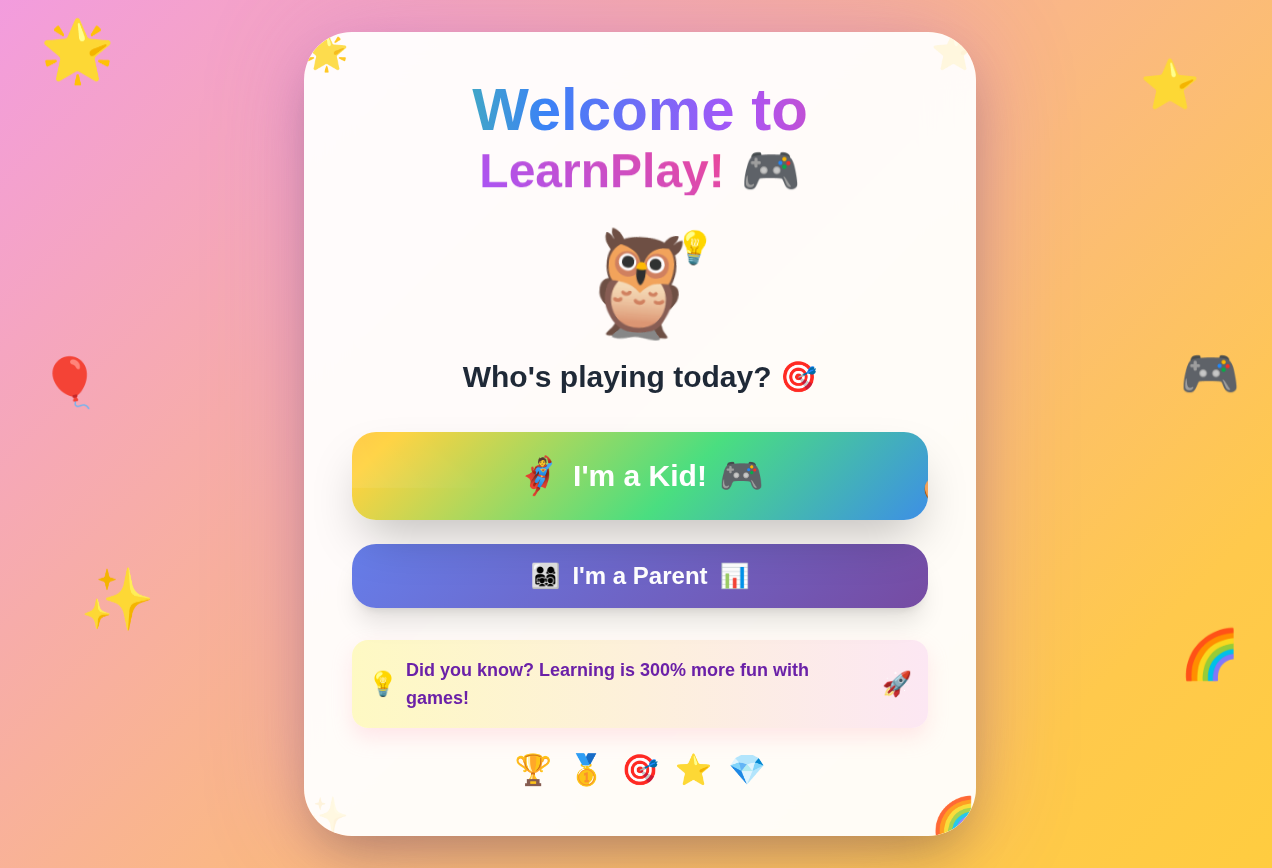 Welcome to
LearnPlay! 🎮
Who's playing today? 🎯
🦸 I'm a Kid! 🎮
👨‍👩‍👧‍👦 I'm a Parent 📊
💡 Did you know? Learning is 300% more fun with
games! 🚀